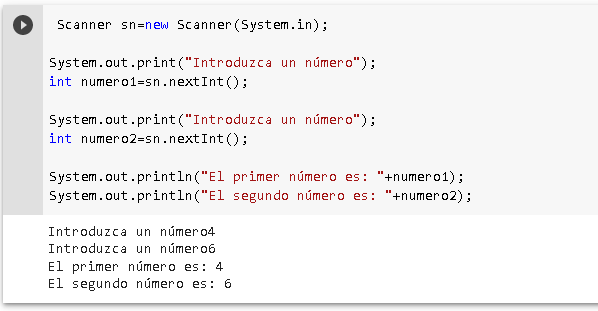 Scanner sn=new Scanner(System.in);
System.out.print("Introduzca un número");
int numero1=sn.nextInt();
System.out.print("Introduzca un número");
int numero2=sn.nextInt();
System.out.println("El primer número es: "+numero1);
System.out.println("El segundo número es: "+numero2);
Introduzca un número4
Introduzca un número6
El primer número es: 4
El segundo número es: 6